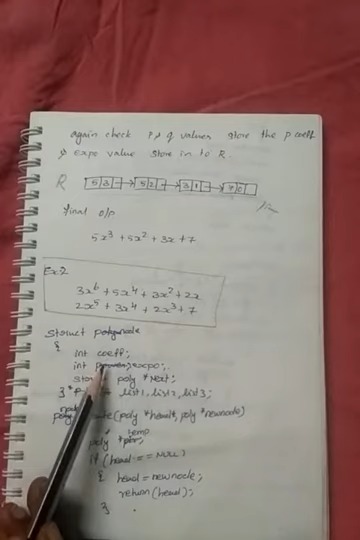 again check P, q values store the p coeff
& expo value store in to R.
R 5 3 → 5 2 → 3 1 → 7 0
final o/p
5x³ + 5x² + 3x + 7
Ex:2
3x⁶ + 5x⁴ + 3x² + 2x
2x⁵ + 3x⁴ + 2x³ + 7
struct polynode
{
int coeff;
int expo;
poly *Next;
} list1, list2, list3;
(poly *head, poly *newnode)
temp
poly *ptr;
if (head == NULL)
{ head = newnode;
return(head);
}